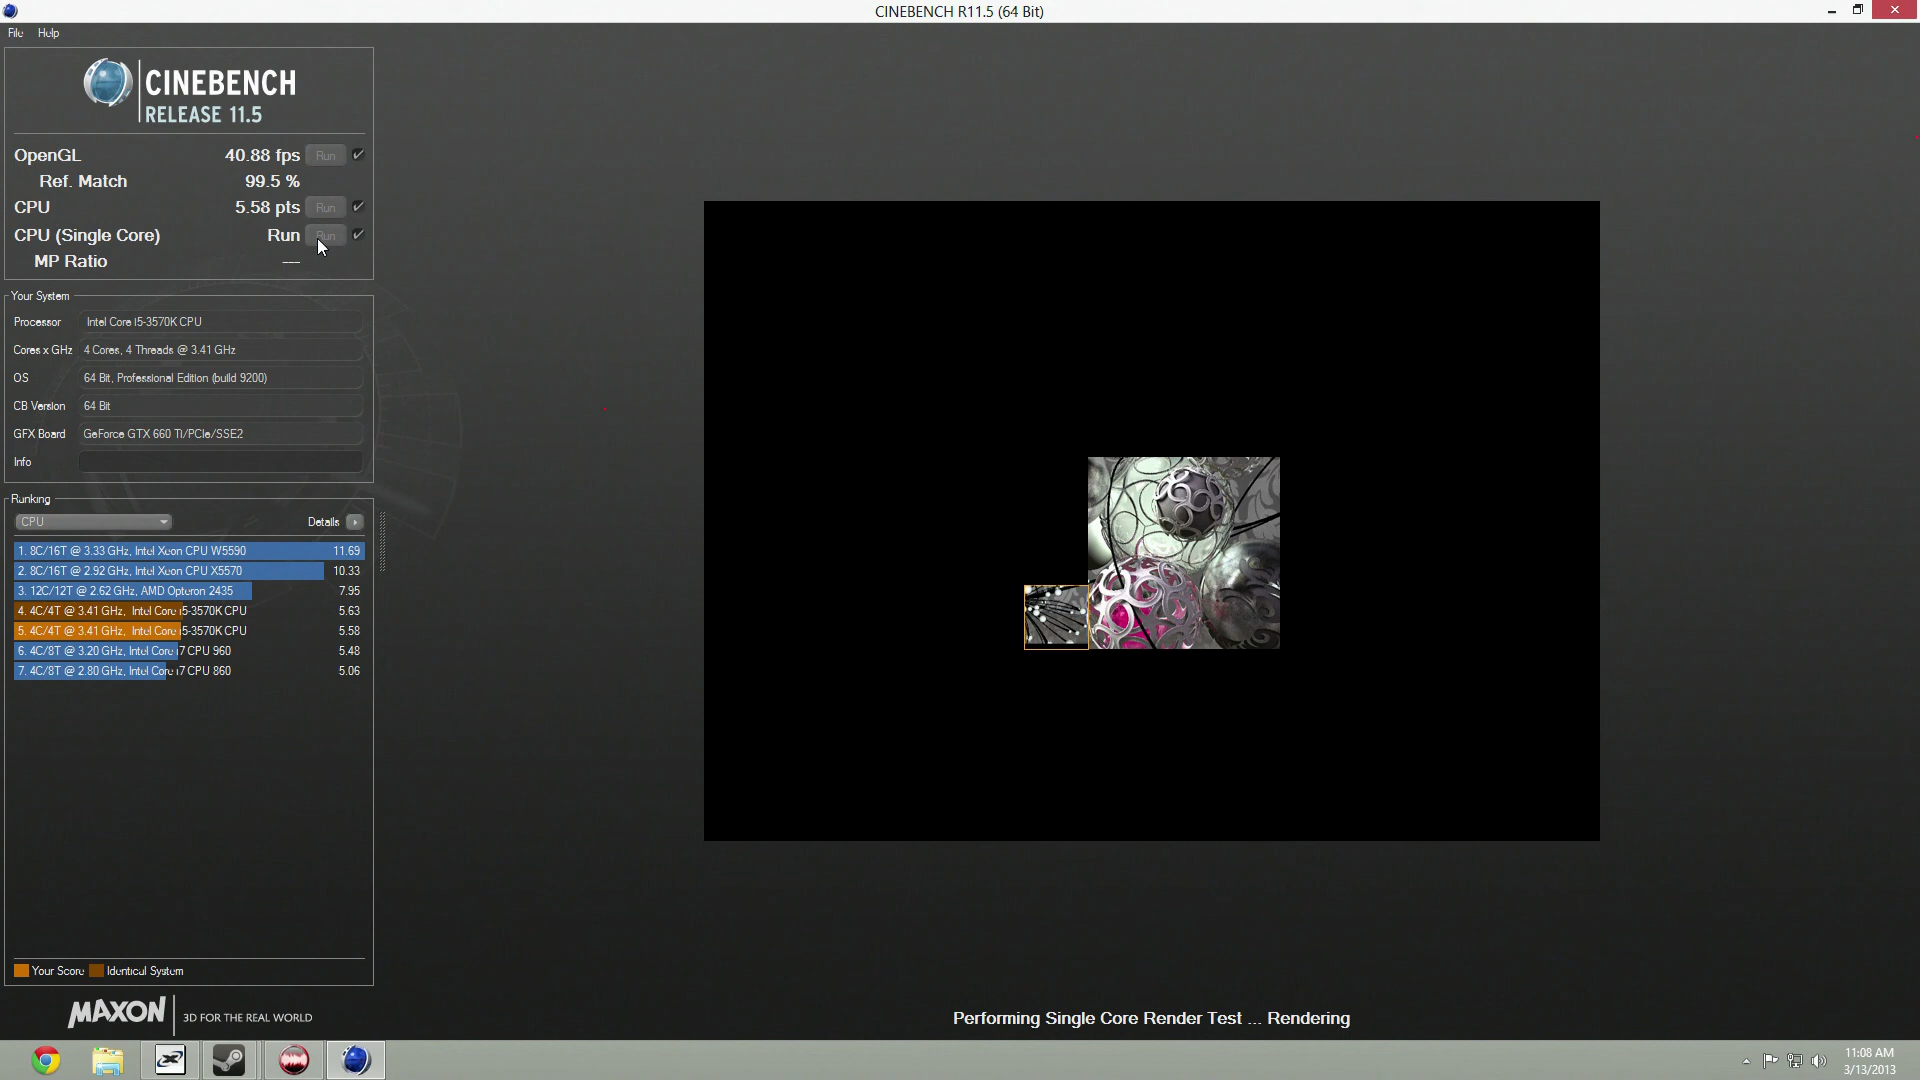 CINEBENCH R11.5 (64 Bit)
File Help
CINEBENCH
RELEASE 11.5
OpenGL 40.88 fps Run
Ref. Match 99.5 %
CPU 5.58 pts Run
CPU (Single Core) Run Run
MP Ratio ---
Your System
Processor Intel Core i5-3570K CPU
Cores x GHz 4 Cores, 4 Threads @ 3.41 GHz
OS 64 Bit, Professional Edition (build 9200)
CB Version 64 Bit
GFX Board GeForce GTX 660 Ti/PCIe/SSE2
Info
Ranking
CPU Details
1. 8C/16T @ 3.33 GHz, Intel Xeon CPU W5590 11.69
2. 8C/16T @ 2.92 GHz, Intel Xeon CPU X5570 10.33
3. 12C/12T @ 2.62 GHz, AMD Opteron 2435 7.95
4. 4C/4T @ 3.41 GHz, Intel Core i5-3570K CPU 5.63
5. 4C/4T @ 3.41 GHz, Intel Core i5-3570K CPU 5.58
6. 4C/8T @ 3.20 GHz, Intel Core i7 CPU 960 5.48
7. 4C/8T @ 2.80 GHz, Intel Core i7 CPU 860 5.06
Your Score Identical System
MAXON 3D FOR THE REAL WORLD
Performing Single Core Render Test ... Rendering
11:08 AM
3/13/2013